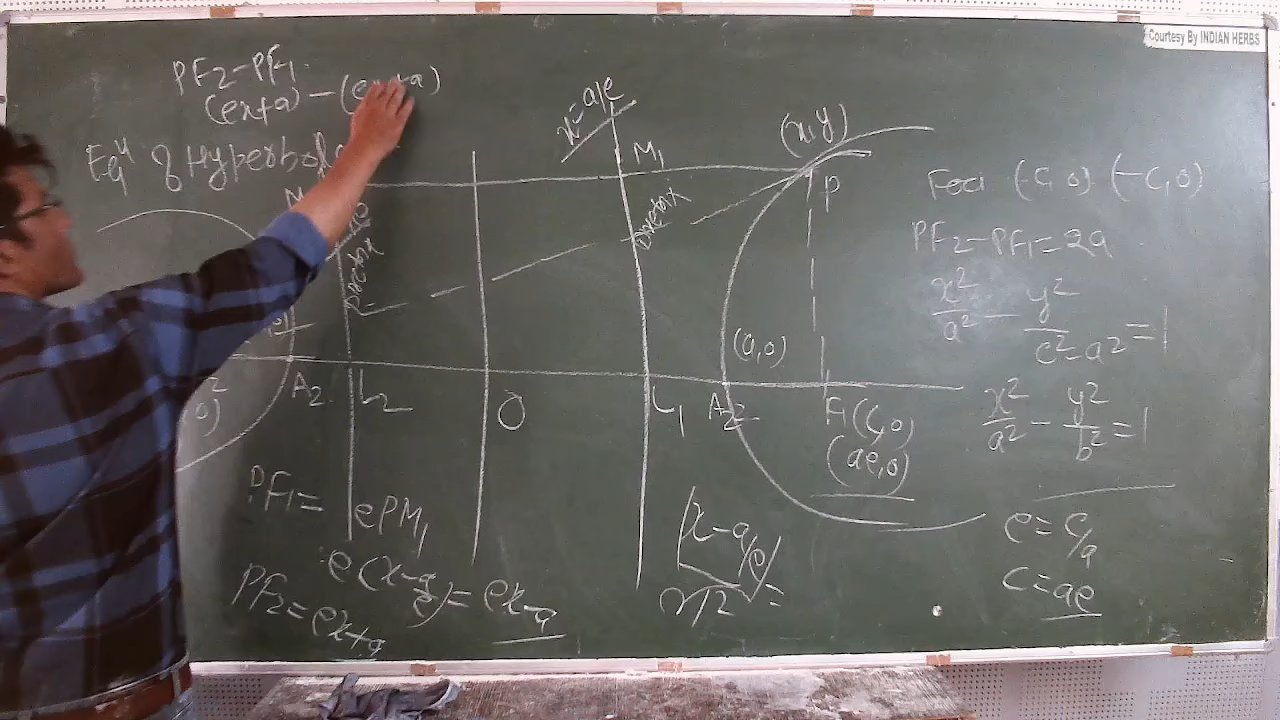 Courtesy By INDIAN HERBS
PF2-PF1
(ex+a) - (ex+a)
Eqn of Hyperbola
x=a/e
M1
(x,y)
P
Directrix
(a,0)
A2
L2
O
L1
A2
F1(c,0)
(ae,0)
PF1= ePM1
e(x-a/e)= ex-a
PF2=ex+a
Foci (c,0) (-c,0)
PF2-PF1=2a
x²/a² - y²/c²-a² =1
x²/a² - y²/b² =1
e=c/a
c=ae